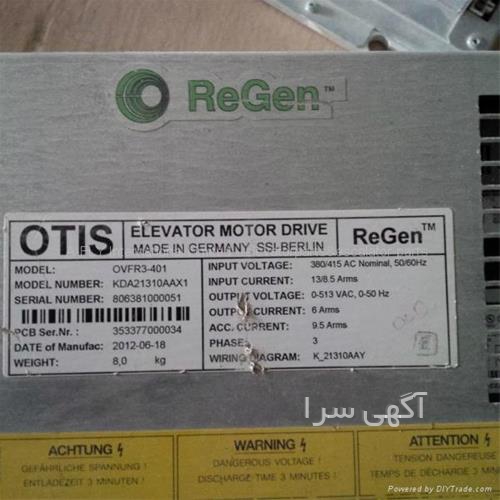 ReGen™
OTIS
ELEVATOR MOTOR DRIVE
MADE IN GERMANY, SSI-BERLIN
ReGen™
MODEL: OVFR3-401
MODEL NUMBER: KDA21310AAX1
SERIAL NUMBER: 806381000051
PCB Ser.Nr.: 353377000034
DATE of Manufac: 2012-06-18
WEIGHT: 8,0 kg
INPUT VOLTAGE: 380/415 AC Nominal, 50/60Hz
INPUT CURRENT: 13/8.5 Arms
OUTPUT VOLTAGE: 0-513 VAC, 0-50 Hz
OUTPUT CURRENT: 6 Arms
ACC. CURRENT: 9.5 Arms
PHASE: 3
WIRING DIAGRAM: K_21310AAY
آگهی سرا
ACHTUNG
GEFÄHRLICHE SPANNUNG !
ENTLADEZEIT 3 MINUTEN !
WARNING
DANGEROUS VOLTAGE !
DISCHARGE TIME 3 MINUTES !
ATTENTION
TENSION DANGEREUSE
TEMPS DE DÉCHARGE 3 MIN
Powered by DIYTrade.com